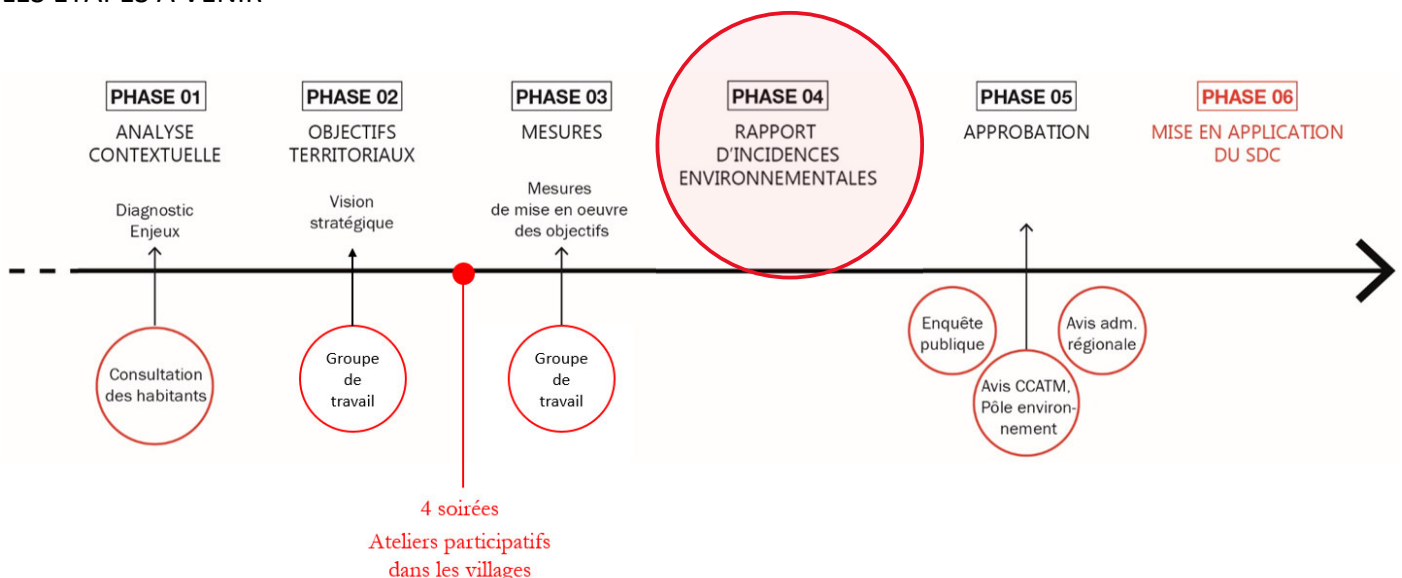 LES ETAPES A VENIR
PHASE 01
ANALYSE
CONTEXTUELLE
Diagnostic
Enjeux
Consultation
des habitants
PHASE 02
OBJECTIFS
TERRITORIAUX
Vision
stratégique
Groupe
de
travail
4 soirées
Ateliers participatifs
dans les villages
PHASE 03
MESURES
Mesures
de mise en oeuvre
des objectifs
Groupe
de
travail
PHASE 04
RAPPORT
D'INCIDENCES
ENVIRONNEMENTALES
PHASE 05
APPROBATION
Enquête
publique
Avis CCATM,
Pôle environ-
nement
Avis adm.
régionale
PHASE 06
MISE EN APPLICATION
DU SDC